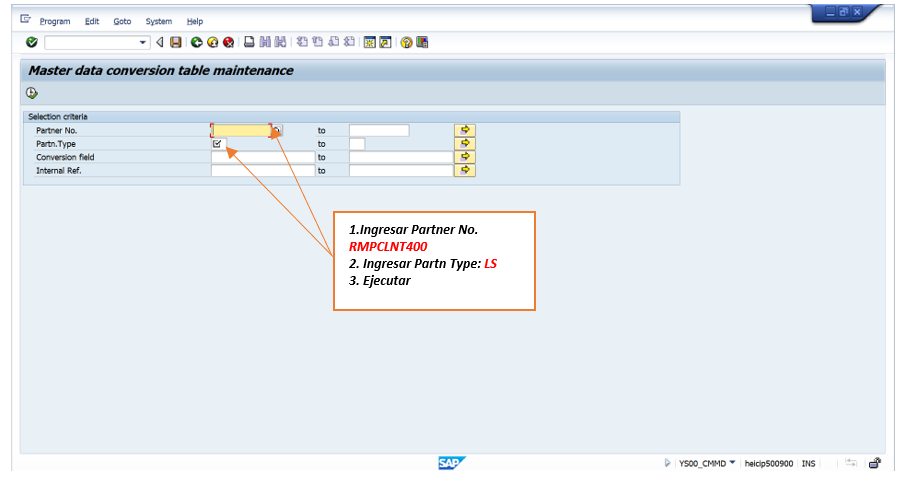 Program Edit Goto System Help
Master data conversion table maintenance
Selection criteria
Partner No. to
Partn.Type to
Conversion field to
Internal Ref. to
1.Ingresar Partner No.
RMPCLNT400
2. Ingresar Partn Type: LS
3. Ejecutar
SAP YS00_CMMD heicip500900 INS